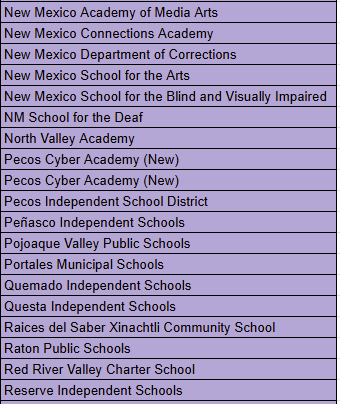 New Mexico Academy of Media Arts
New Mexico Connections Academy
New Mexico Department of Corrections
New Mexico School for the Arts
New Mexico School for the Blind and Visually Impaired
NM School for the Deaf
North Valley Academy
Pecos Cyber Academy (New)
Pecos Cyber Academy (New)
Pecos Independent School District
Peñasco Independent Schools
Pojoaque Valley Public Schools
Portales Municipal Schools
Quemado Independent Schools
Questa Independent Schools
Raices del Saber Xinachtli Community School
Raton Public Schools
Red River Valley Charter School
Reserve Independent Schools